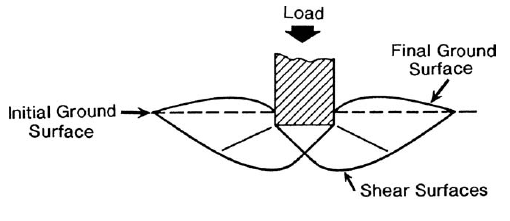 Load
Final Ground
Surface
Initial Ground
Surface
Shear Surfaces